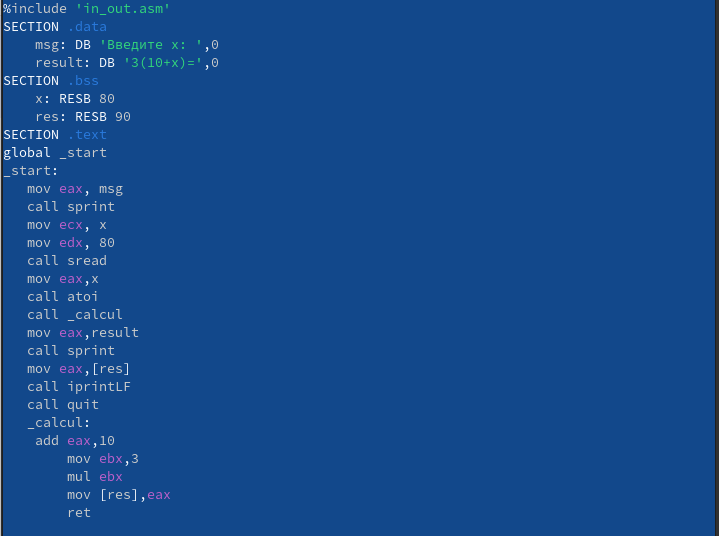 %include 'in_out.asm'
SECTION .data
    msg: DB 'Введите x: ',0
    result: DB '3(10+x)=',0
SECTION .bss
    x: RESB 80
    res: RESB 90
SECTION .text
global _start
_start:
   mov eax, msg
   call sprint
   mov ecx, x
   mov edx, 80
   call sread
   mov eax,x
   call atoi
   call _calcul
   mov eax,result
   call sprint
   mov eax,[res]
   call iprintLF
   call quit
   _calcul:
    add eax,10
        mov ebx,3
        mul ebx
        mov [res],eax
        ret